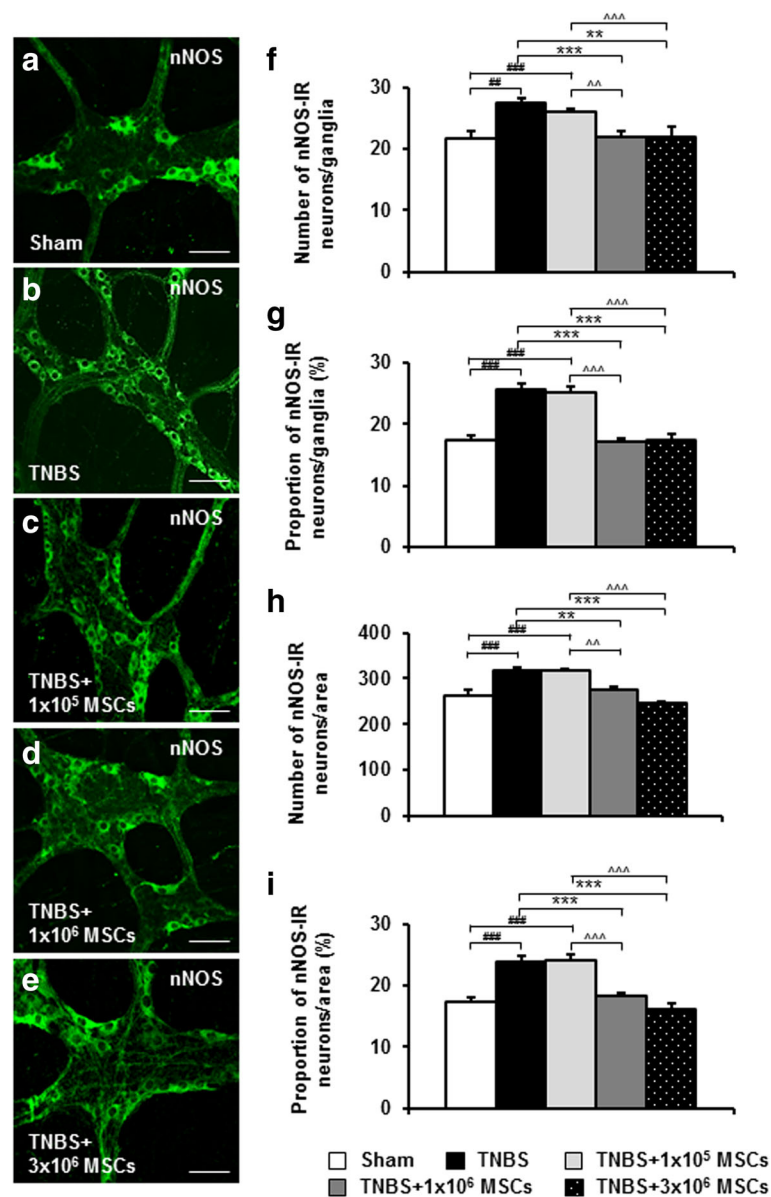 a
nNOS
Sham
b
nNOS
TNBS
c
nNOS
TNBS+
1x10⁵ MSCs
d
nNOS
TNBS+
1x10⁶ MSCs
e
nNOS
TNBS+
3x10⁶ MSCs
f
^^^
**
***
###
##
^^
Number of nNOS-IR
neurons/ganglia
30
20
10
0
g
^^^
***
***
###
###
^^^
Proportion of nNOS-IR
neurons/ganglia (%)
30
20
10
0
h
^^^
***
**
###
###
^^
Number of nNOS-IR
neurons/area
400
300
200
100
0
i
^^^
***
***
###
###
^^^
Proportion of nNOS-IR
neurons/area (%)
30
20
10
0
Sham TNBS TNBS+1x10⁵ MSCs
TNBS+1x10⁶ MSCs TNBS+3x10⁶ MSCs